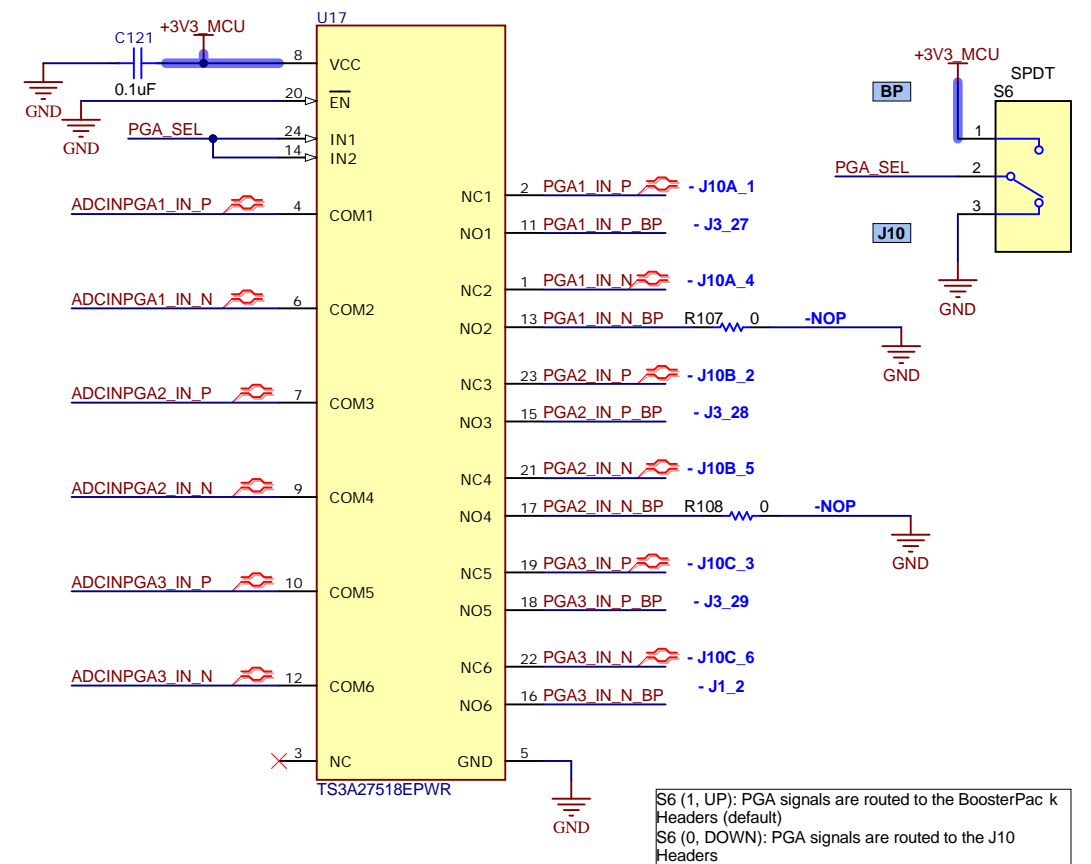 U17
+3V3_MCU
C121
0.1uF
GND
GND
8 VCC
20 EN
PGA_SEL
24 IN1
14 IN2
ADCINPGA1_IN_P 4 COM1
ADCINPGA1_IN_N 6 COM2
ADCINPGA2_IN_P 7 COM3
ADCINPGA2_IN_N 9 COM4
ADCINPGA3_IN_P 10 COM5
ADCINPGA3_IN_N 12 COM6
3 NC
NC1 2 PGA1_IN_P - J10A_1
NO1 11 PGA1_IN_P_BP - J3_27
NC2 1 PGA1_IN_N - J10A_4
NO2 13 PGA1_IN_N_BP R107 0 -NOP
GND
NC3 23 PGA2_IN_P - J10B_2
NO3 15 PGA2_IN_P_BP - J3_28
NC4 21 PGA2_IN_N - J10B_5
NO4 17 PGA2_IN_N_BP R108 0 -NOP
GND
NC5 19 PGA3_IN_P - J10C_3
NO5 18 PGA3_IN_P_BP - J3_29
NC6 22 PGA3_IN_N - J10C_6
- J1_2
NO6 16 PGA3_IN_N_BP
GND 5
GND
TS3A27518EPWR
+3V3_MCU
SPDT
S6
BP
1
PGA_SEL 2
3
J10
GND
S6 (1, UP): PGA signals are routed to the BoosterPac k
Headers (default)
S6 (0, DOWN): PGA signals are routed to the J10
Headers